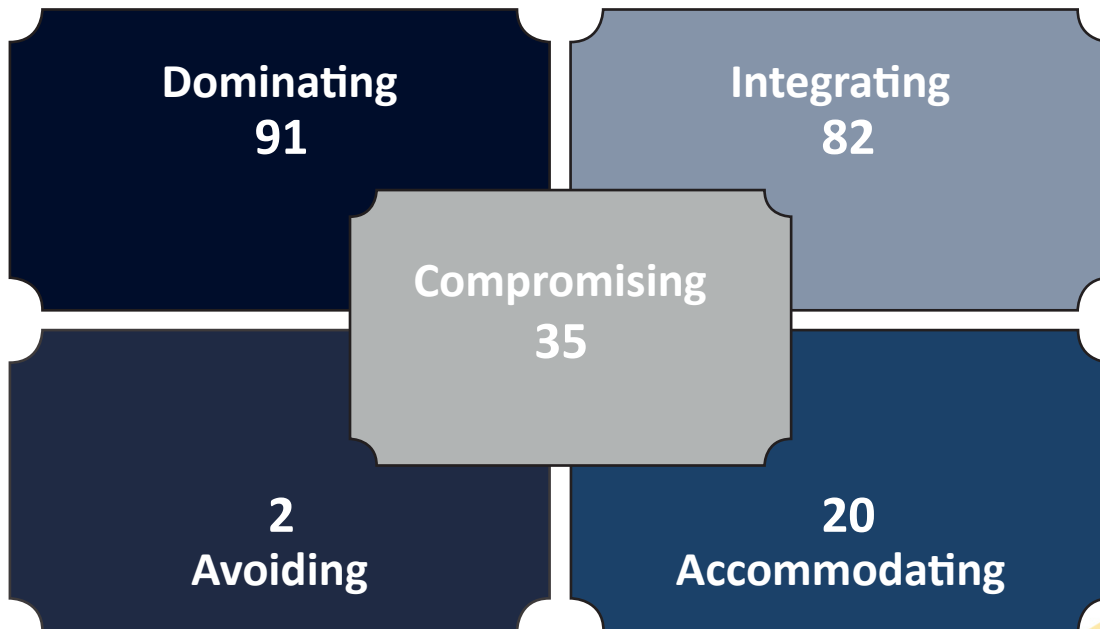 Dominating
91
Integrating
82
Compromising
35
2
Avoiding
20
Accommodating